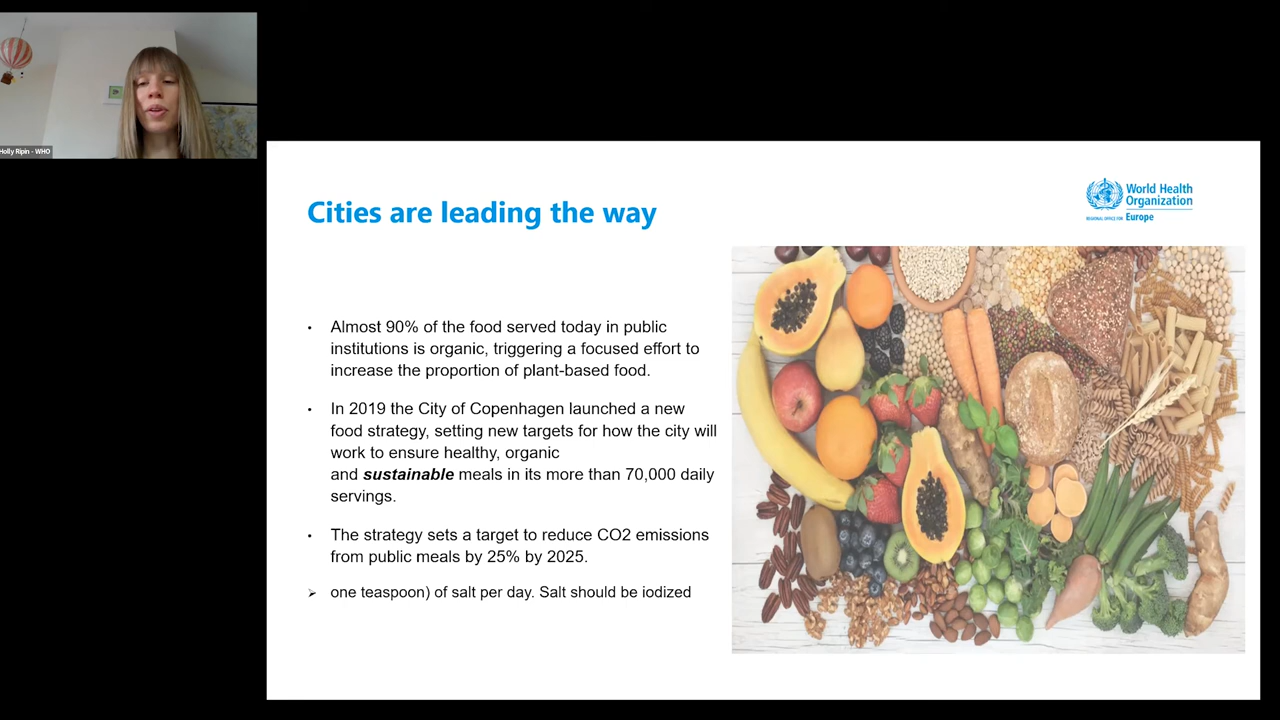 Holly Ripin - WHO
Cities are leading the way
World Health
Organization
REGIONAL OFFICE FOR Europe
• Almost 90% of the food served today in public
institutions is organic, triggering a focused effort to
increase the proportion of plant-based food.
• In 2019 the City of Copenhagen launched a new
food strategy, setting new targets for how the city will
work to ensure healthy, organic
and sustainable meals in its more than 70,000 daily
servings.
• The strategy sets a target to reduce CO2 emissions
from public meals by 25% by 2025.
➢ one teaspoon) of salt per day. Salt should be iodized